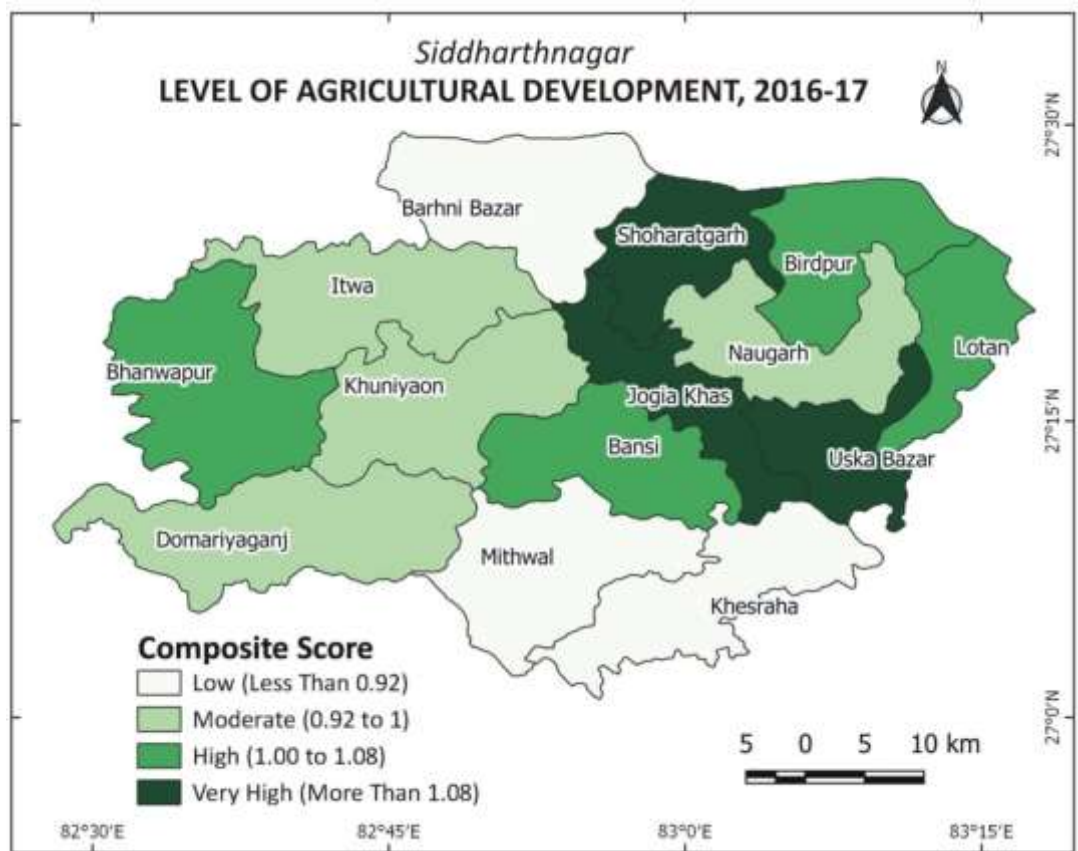 Siddharthnagar
LEVEL OF AGRICULTURAL DEVELOPMENT, 2016-17
N
27°30'N
Barhni Bazar
Shoharatgarh
Birdpur
Itwa
Lotan
Naugarh
Bhanwapur
Khuniyaon
Jogia Khas
27°15'N
Bansi
Uska Bazar
Domariyaganj
Mithwal
Khesraha
Composite Score
Low (Less Than 0.92)
Moderate (0.92 to 1)
High (1.00 to 1.08)
Very High (More Than 1.08)
27°0'N
5 0 5 10 km
82°30'E 82°45'E 83°0'E 83°15'E